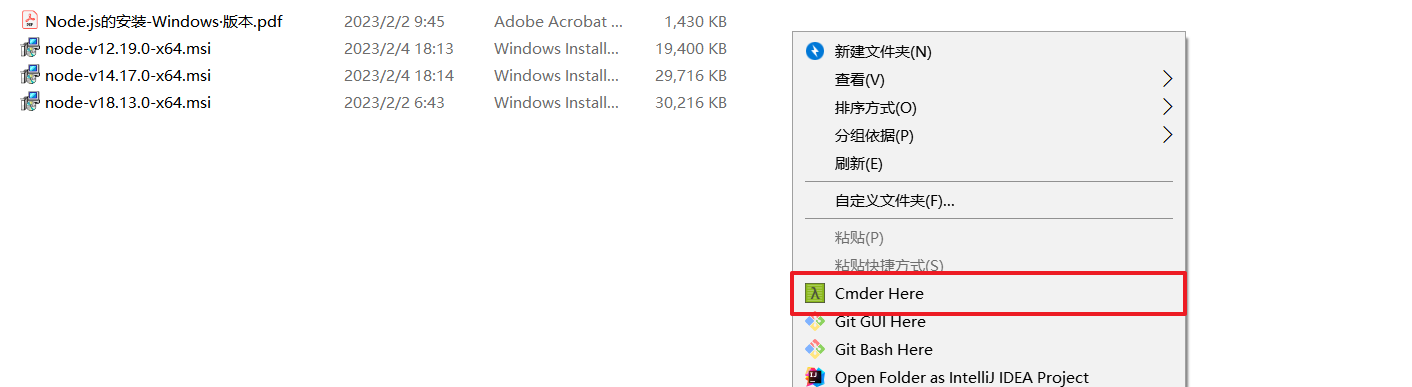 Node.js的安装-Windows·版本.pdf 2023/2/2 9:45 Adobe Acrobat ... 1,430 KB
node-v12.19.0-x64.msi 2023/2/4 18:13 Windows Install... 19,400 KB
node-v14.17.0-x64.msi 2023/2/4 18:14 Windows Install... 29,716 KB
node-v18.13.0-x64.msi 2023/2/2 6:43 Windows Install... 30,216 KB
新建文件夹(N)
查看(V)
排序方式(O)
分组依据(P)
刷新(E)
自定义文件夹(F)...
粘贴(P)
粘贴快捷方式(S)
Cmder Here
Git GUI Here
Git Bash Here
Open Folder as IntelliJ IDEA Project